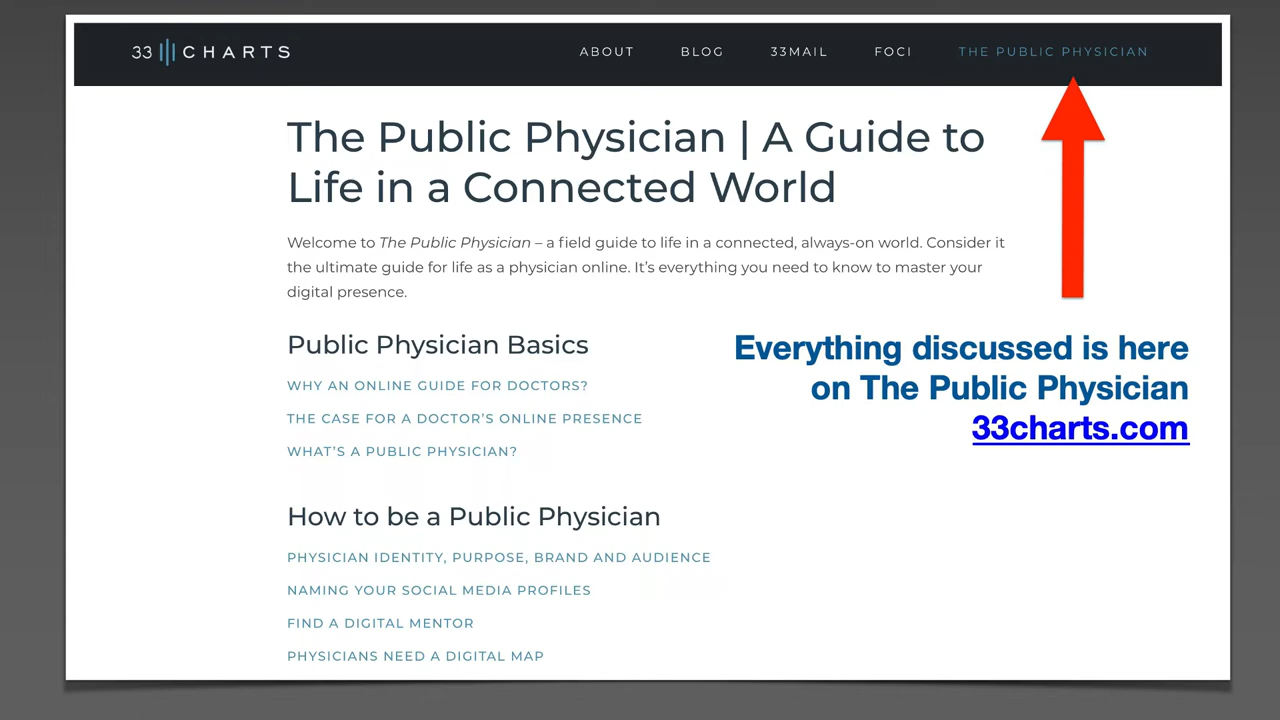 33 CHARTS
ABOUT BLOG 33MAIL FOCI THE PUBLIC PHYSICIAN
The Public Physician | A Guide to
Life in a Connected World
Welcome to The Public Physician – a field guide to life in a connected, always-on world. Consider it
the ultimate guide for life as a physician online. It's everything you need to know to master your
digital presence.
Public Physician Basics
WHY AN ONLINE GUIDE FOR DOCTORS?
THE CASE FOR A DOCTOR'S ONLINE PRESENCE
WHAT'S A PUBLIC PHYSICIAN?
Everything discussed is here
on The Public Physician
33charts.com
How to be a Public Physician
PHYSICIAN IDENTITY, PURPOSE, BRAND AND AUDIENCE
NAMING YOUR SOCIAL MEDIA PROFILES
FIND A DIGITAL MENTOR
PHYSICIANS NEED A DIGITAL MAP